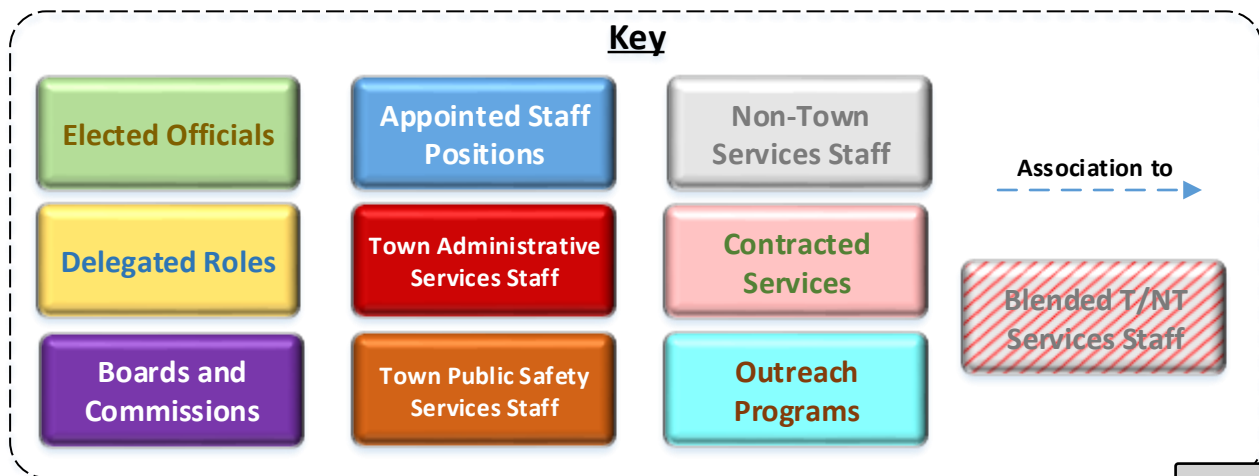 Key
Elected Officials
Appointed Staff
Positions
Non-Town
Services Staff
Association to
Delegated Roles
Town Administrative
Services Staff
Contracted
Services
Blended T/NT
Services Staff
Boards and
Commissions
Town Public Safety
Services Staff
Outreach
Programs